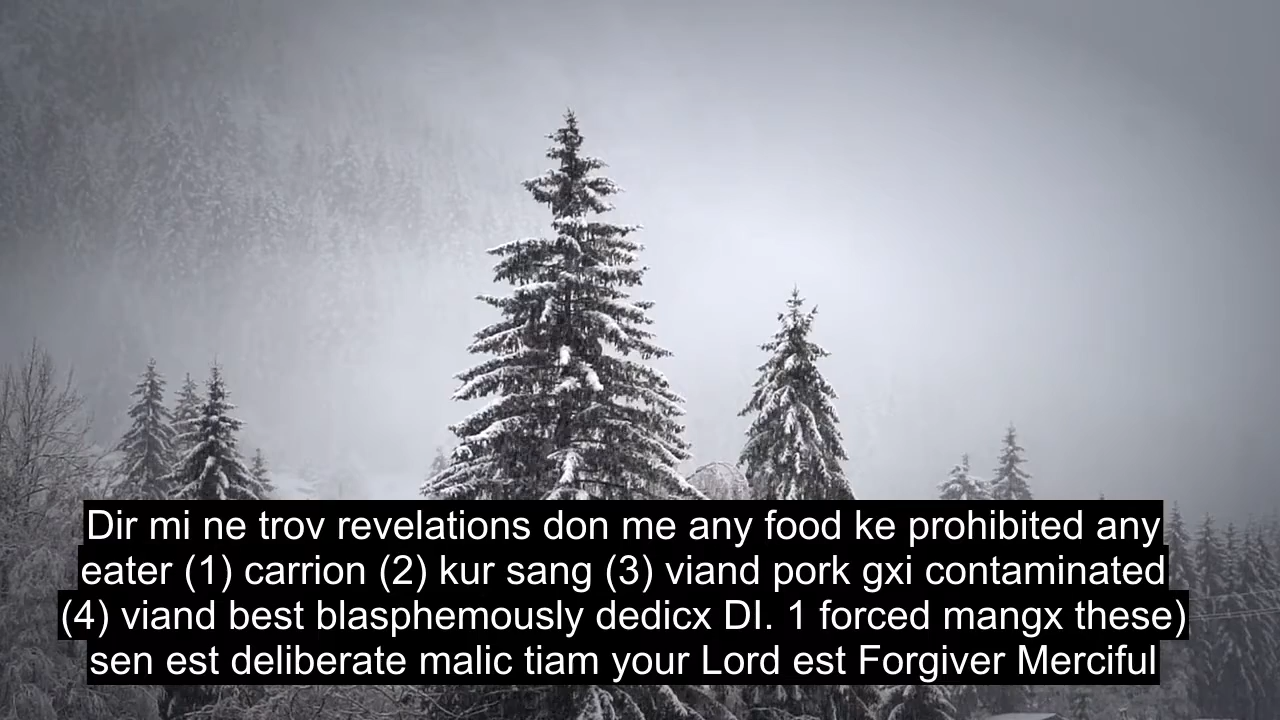 Dir mi ne trov revelations don me any food ke prohibited any
eater (1) carrion (2) kur sang (3) viand pork gxi contaminated
(4) viand best blasphemously dedicx DI. 1 forced mangx these)
sen est deliberate malic tiam your Lord est Forgiver Merciful